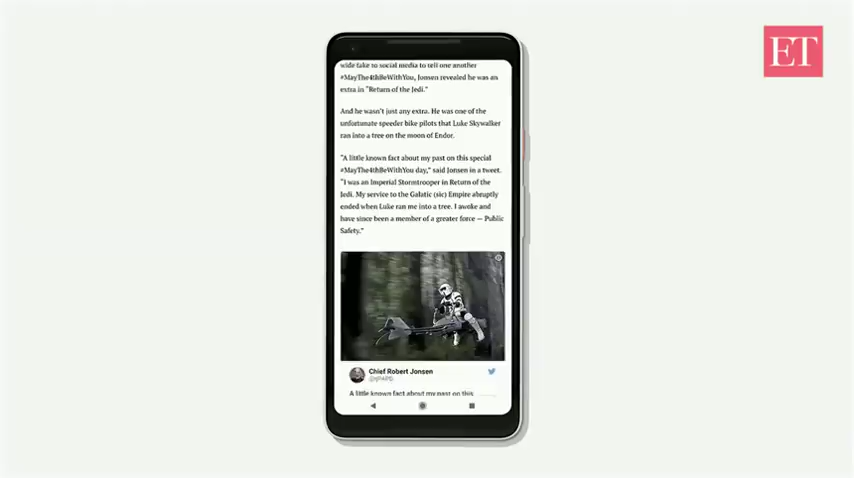 ET
wide take to social media to tell one another
#MayThe4thBeWithYou, Jonsen revealed he was an
extra in "Return of the Jedi."
And he wasn't just any extra. He was one of the
unfortunate speeder bike pilots that Luke Skywalker
ran into a tree on the moon of Endor.
"A little known fact about my past on this special
#MayThe4thBeWithYou day," said Jonsen in a tweet.
"I was an Imperial Stormtrooper in Return of the
Jedi. My service to the Galatic (sic) Empire abruptly
ended when Luke ran me into a tree. I awoke and
have since been a member of a greater force — Public
Safety."
Chief Robert Jonsen
A little known fact about my past on this